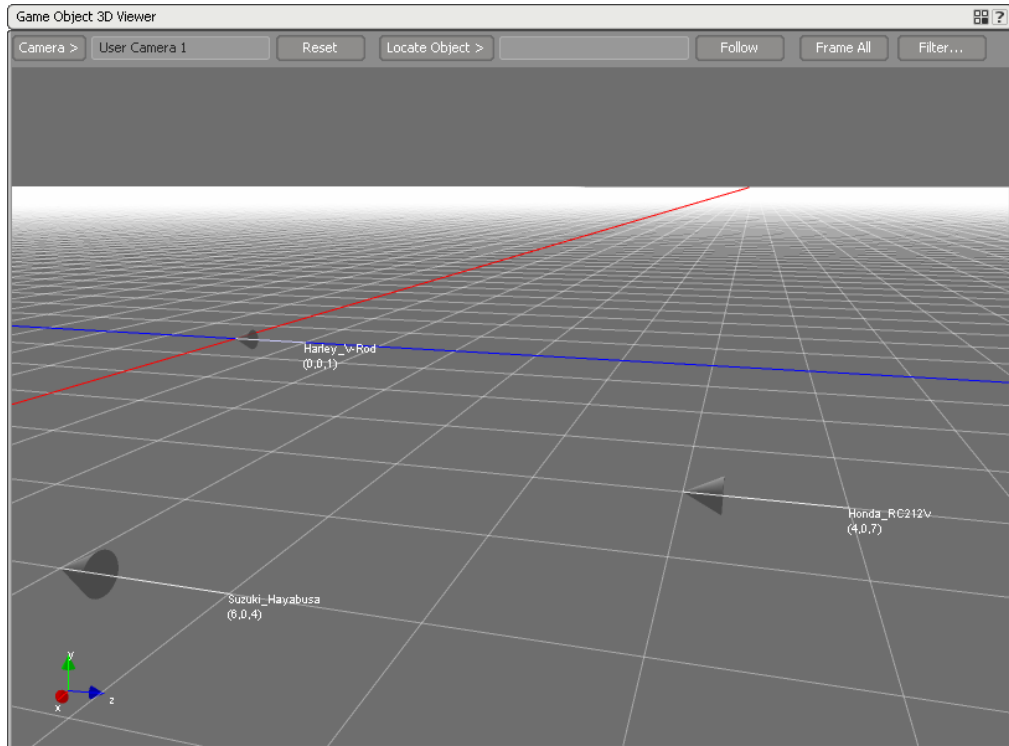 Game Object 3D Viewer ?
Camera > User Camera 1 Reset Locate Object > Follow Frame All Filter...
Harley_V-Rod
(0,0,1)
Honda_RC212V
(4,0,7)
Suzuki_Hayabusa
(6,0,4)
y
x z